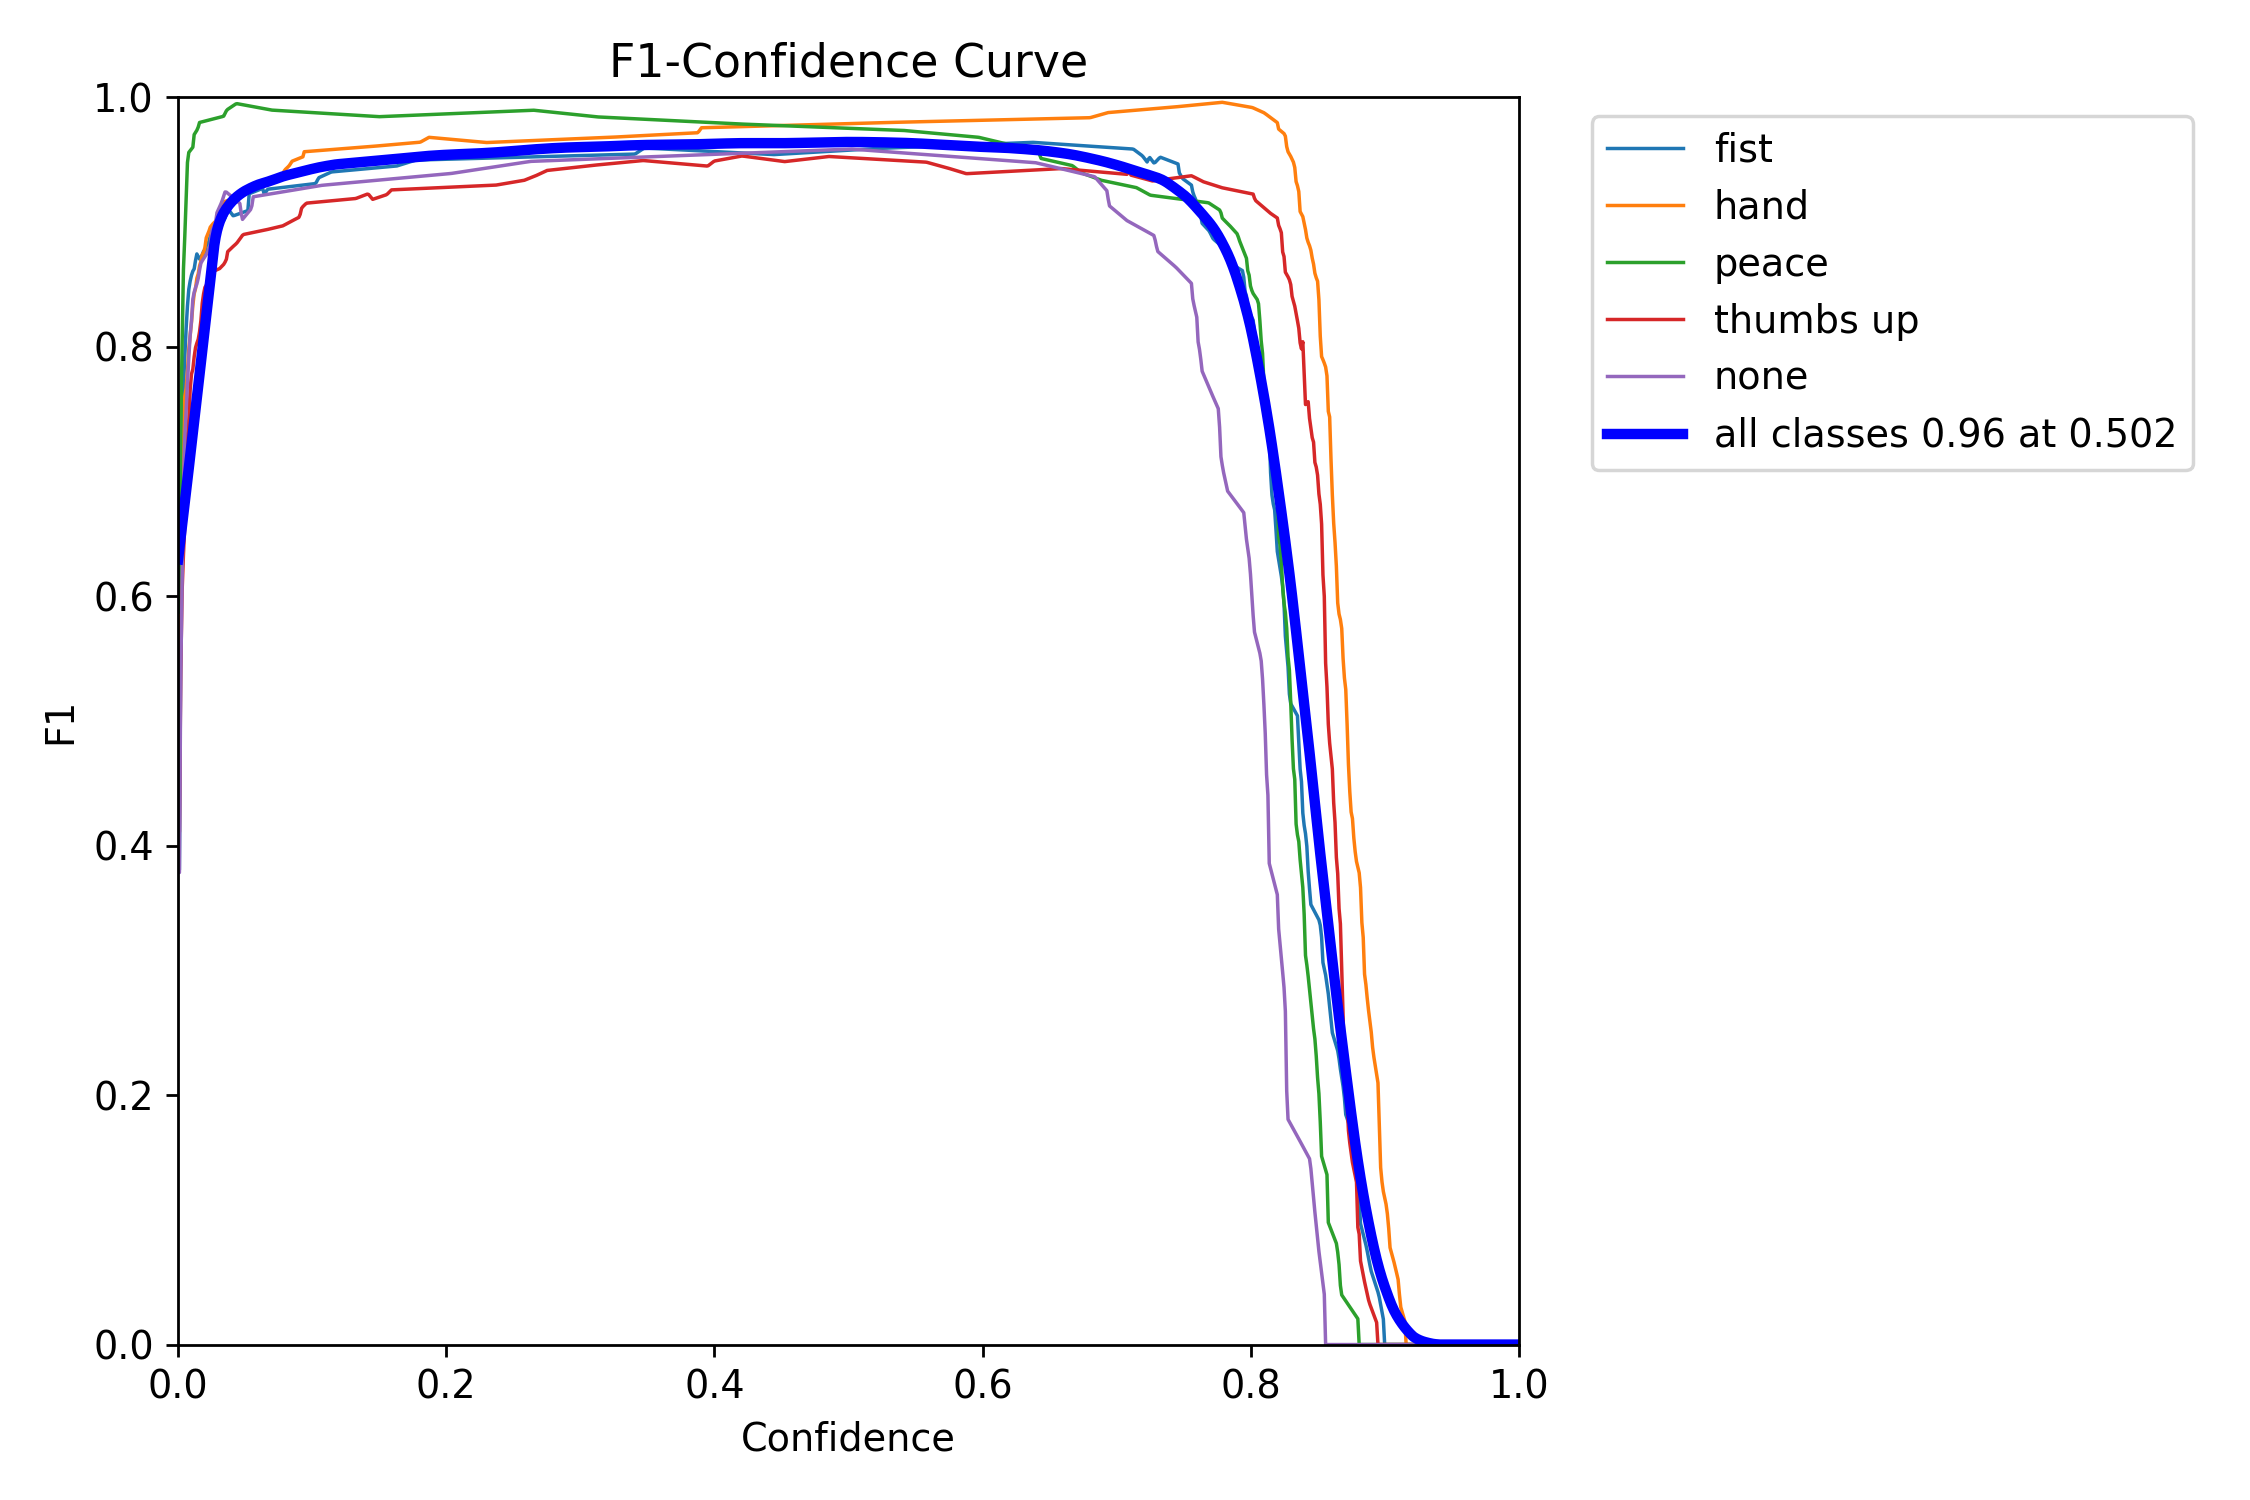 F1-Confidence Curve
1.0
0.8
0.6
0.4
0.2
0.0
F1
0.0 0.2 0.4 0.6 0.8 1.0
Confidence
fist
hand
peace
thumbs up
none
all classes 0.96 at 0.502